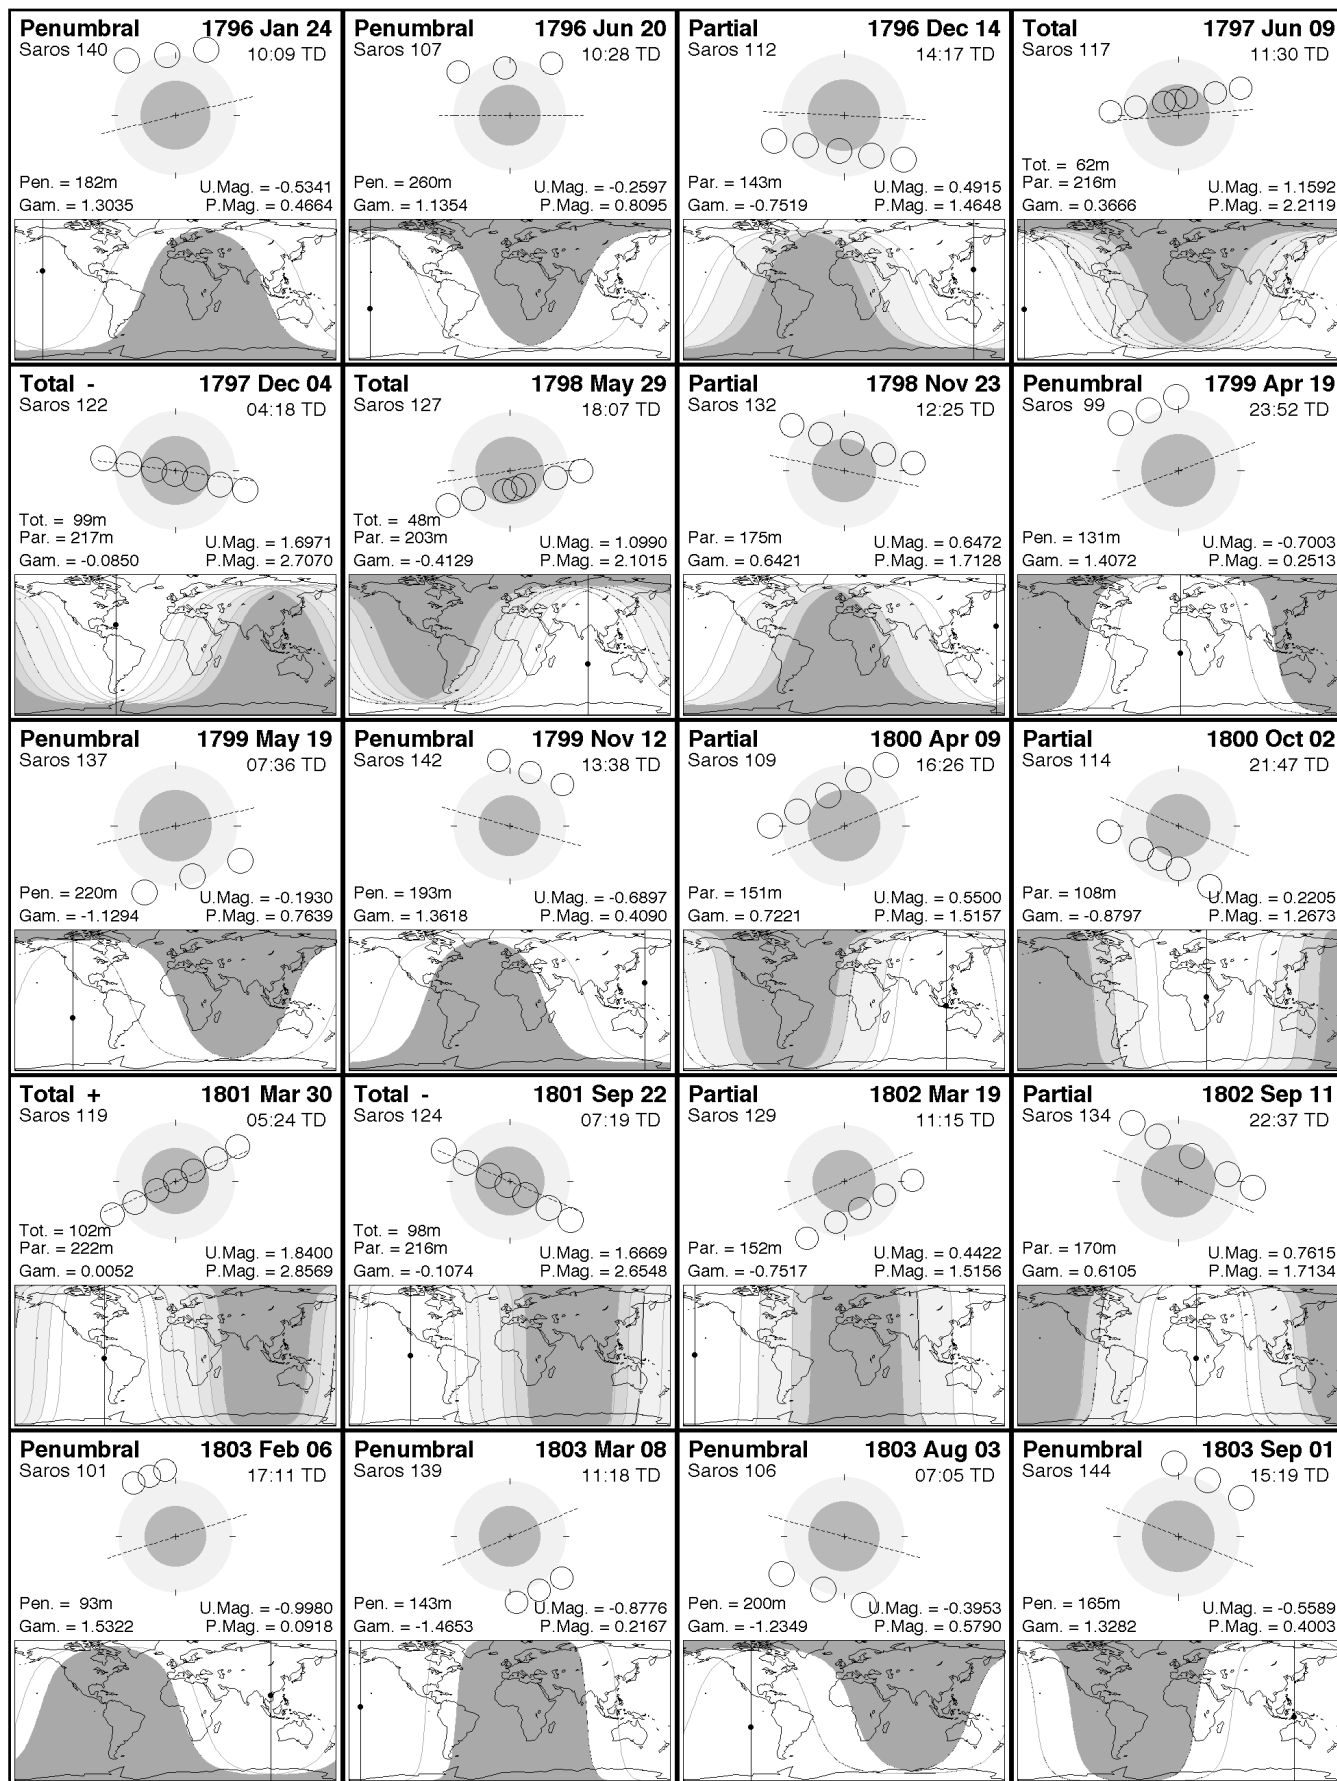 Penumbral 1796 Jan 24
Saros 140 10:09 TD
Pen. = 182m U.Mag. = -0.5341
Gam. = 1.3035 P.Mag. = 0.4664
Penumbral 1796 Jun 20
Saros 107 10:28 TD
Pen. = 260m U.Mag. = -0.2597
Gam. = 1.1354 P.Mag. = 0.8095
Partial 1796 Dec 14
Saros 112 14:17 TD
Par. = 143m U.Mag. = 0.4915
Gam. = -0.7519 P.Mag. = 1.4648
Total 1797 Jun 09
Saros 117 11:30 TD
Tot. = 62m
Par. = 216m U.Mag. = 1.1592
Gam. = 0.3666 P.Mag. = 2.2119
Total - 1797 Dec 04
Saros 122 04:18 TD
Tot. = 99m
Par. = 217m U.Mag. = 1.6971
Gam. = -0.0850 P.Mag. = 2.7070
Total 1798 May 29
Saros 127 18:07 TD
Tot. = 48m
Par. = 203m U.Mag. = 1.0990
Gam. = -0.4129 P.Mag. = 2.1015
Partial 1798 Nov 23
Saros 132 12:25 TD
Par. = 175m U.Mag. = 0.6472
Gam. = 0.6421 P.Mag. = 1.7128
Penumbral 1799 Apr 19
Saros 99 23:52 TD
Pen. = 131m U.Mag. = -0.7003
Gam. = 1.4072 P.Mag. = 0.2513
Penumbral 1799 May 19
Saros 137 07:36 TD
Pen. = 220m U.Mag. = -0.1930
Gam. = -1.1294 P.Mag. = 0.7639
Penumbral 1799 Nov 12
Saros 142 13:38 TD
Pen. = 193m U.Mag. = -0.6897
Gam. = 1.3618 P.Mag. = 0.4090
Partial 1800 Apr 09
Saros 109 16:26 TD
Par. = 151m U.Mag. = 0.5500
Gam. = 0.7221 P.Mag. = 1.5157
Partial 1800 Oct 02
Saros 114 21:47 TD
Par. = 108m U.Mag. = 0.2205
Gam. = -0.8797 P.Mag. = 1.2673
Total + 1801 Mar 30
Saros 119 05:24 TD
Tot. = 102m
Par. = 222m U.Mag. = 1.8400
Gam. = 0.0052 P.Mag. = 2.8569
Total - 1801 Sep 22
Saros 124 07:19 TD
Tot. = 98m
Par. = 216m U.Mag. = 1.6669
Gam. = -0.1074 P.Mag. = 2.6548
Partial 1802 Mar 19
Saros 129 11:15 TD
Par. = 152m U.Mag. = 0.4422
Gam. = -0.7517 P.Mag. = 1.5156
Partial 1802 Sep 11
Saros 134 22:37 TD
Par. = 170m U.Mag. = 0.7615
Gam. = 0.6105 P.Mag. = 1.7134
Penumbral 1803 Feb 06
Saros 101 17:11 TD
Pen. = 93m U.Mag. = -0.9980
Gam. = 1.5322 P.Mag. = 0.0918
Penumbral 1803 Mar 08
Saros 139 11:18 TD
Pen. = 143m U.Mag. = -0.8776
Gam. = -1.4653 P.Mag. = 0.2167
Penumbral 1803 Aug 03
Saros 106 07:05 TD
Pen. = 200m U.Mag. = -0.3953
Gam. = -1.2349 P.Mag. = 0.5790
Penumbral 1803 Sep 01
Saros 144 15:19 TD
Pen. = 165m U.Mag. = -0.5589
Gam. = 1.3282 P.Mag. = 0.4003